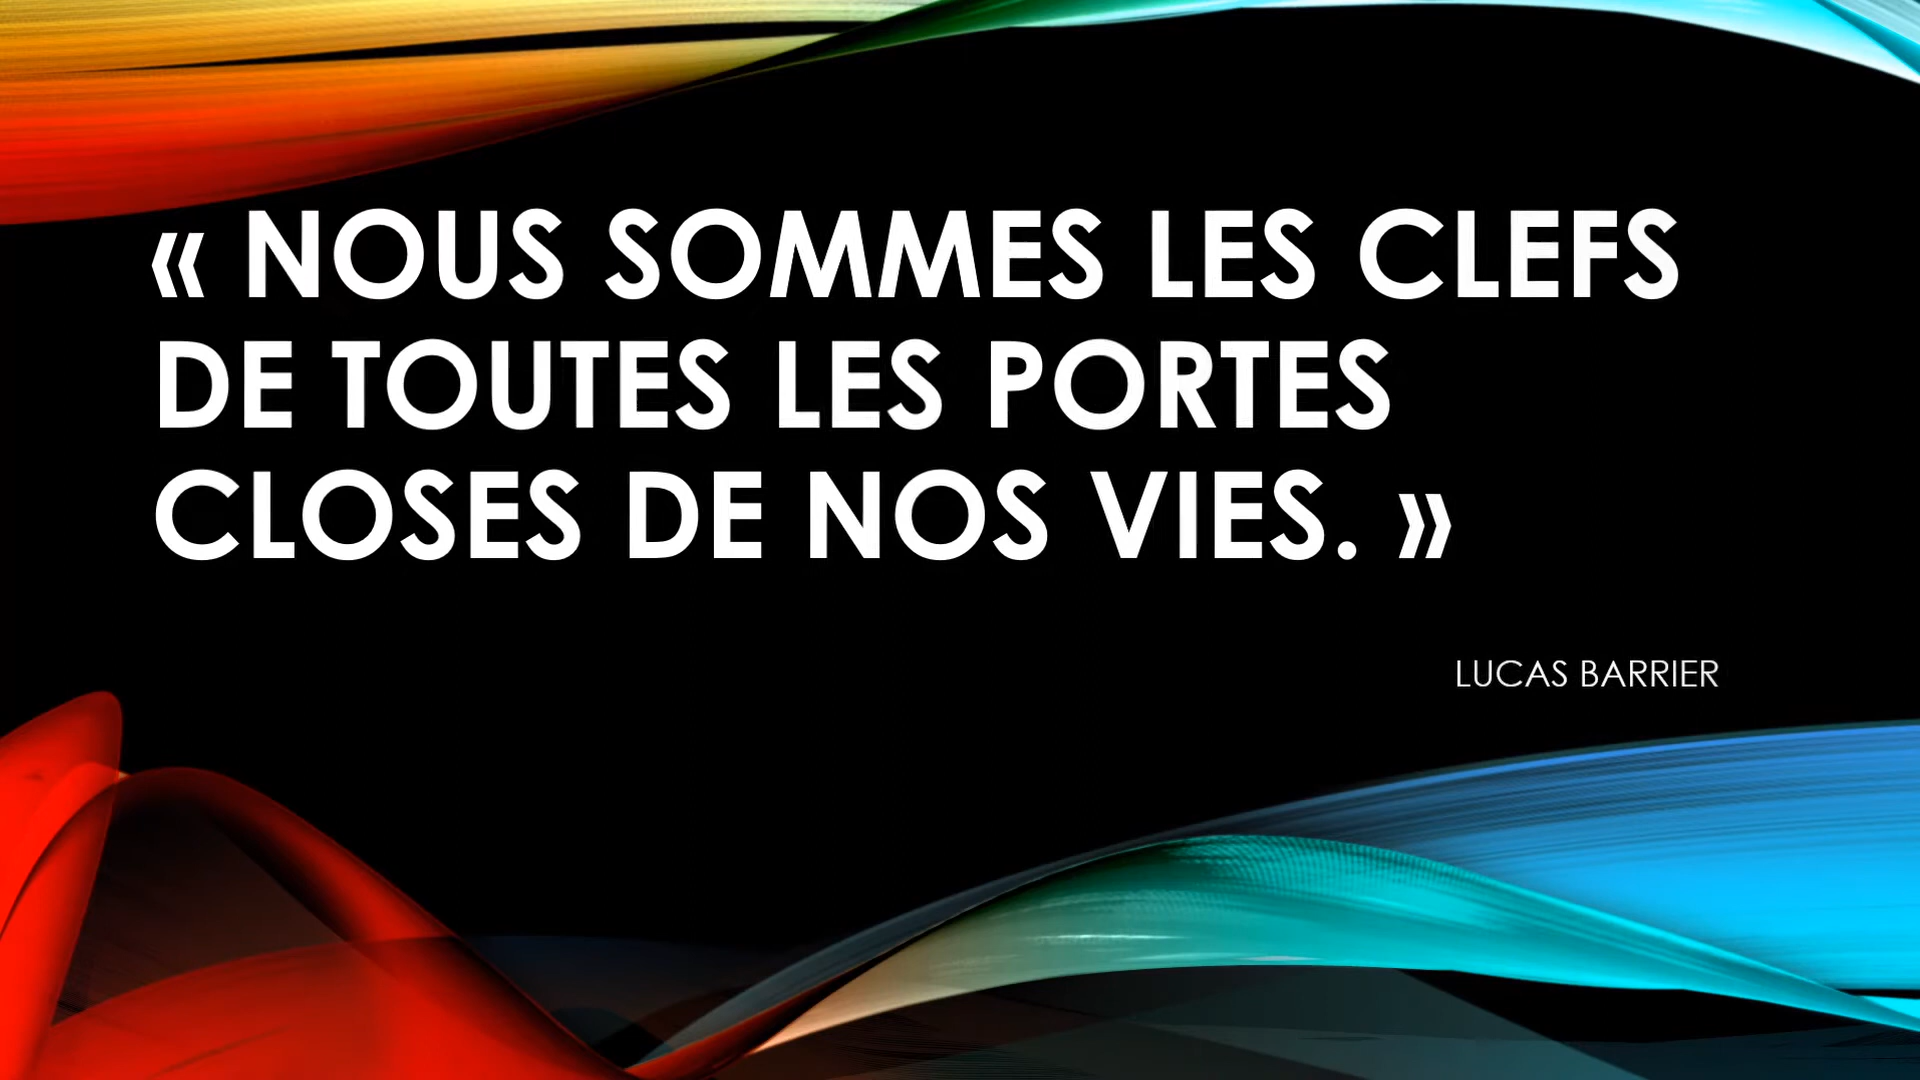 « NOUS SOMMES LES CLEFS
DE TOUTES LES PORTES
CLOSES DE NOS VIES. »
LUCAS BARRIER